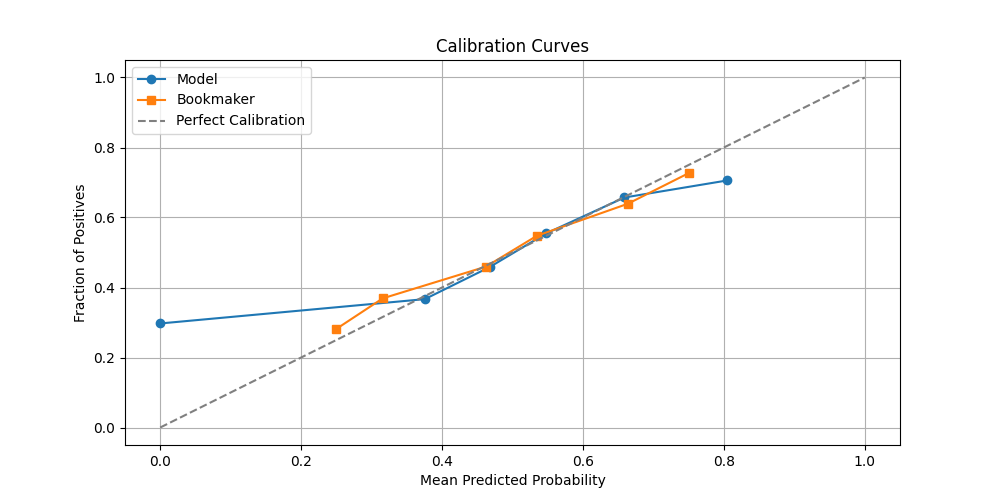 Calibration Curves
Model
Bookmaker
Perfect Calibration
1.0
0.8
0.6
0.4
0.2
0.0
Fraction of Positives
0.0 0.2 0.4 0.6 0.8 1.0
Mean Predicted Probability